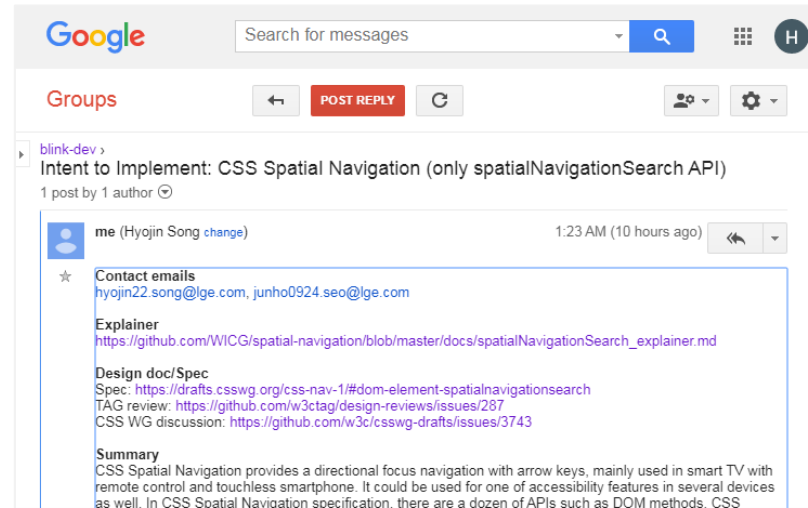 Google
Search for messages
H
Groups
POST REPLY
blink-dev ›
Intent to Implement: CSS Spatial Navigation (only spatialNavigationSearch API)
1 post by 1 author
me (Hyojin Song change)
1:23 AM (10 hours ago)
Contact emails
hyojin22.song@lge.com, junho0924.seo@lge.com
Explainer
https://github.com/WICG/spatial-navigation/blob/master/docs/spatialNavigationSearch_explainer.md
Design doc/Spec
Spec: https://drafts.csswg.org/css-nav-1/#dom-element-spatialnavigationsearch
TAG review: https://github.com/w3ctag/design-reviews/issues/287
CSS WG discussion: https://github.com/w3c/csswg-drafts/issues/3743
Summary
CSS Spatial Navigation provides a directional focus navigation with arrow keys, mainly used in smart TV with
remote control and touchless smartphone. It could be used for one of accessibility features in several devices
as well. In CSS Spatial Navigation specification, there are a dozen of APIs such as DOM methods, CSS